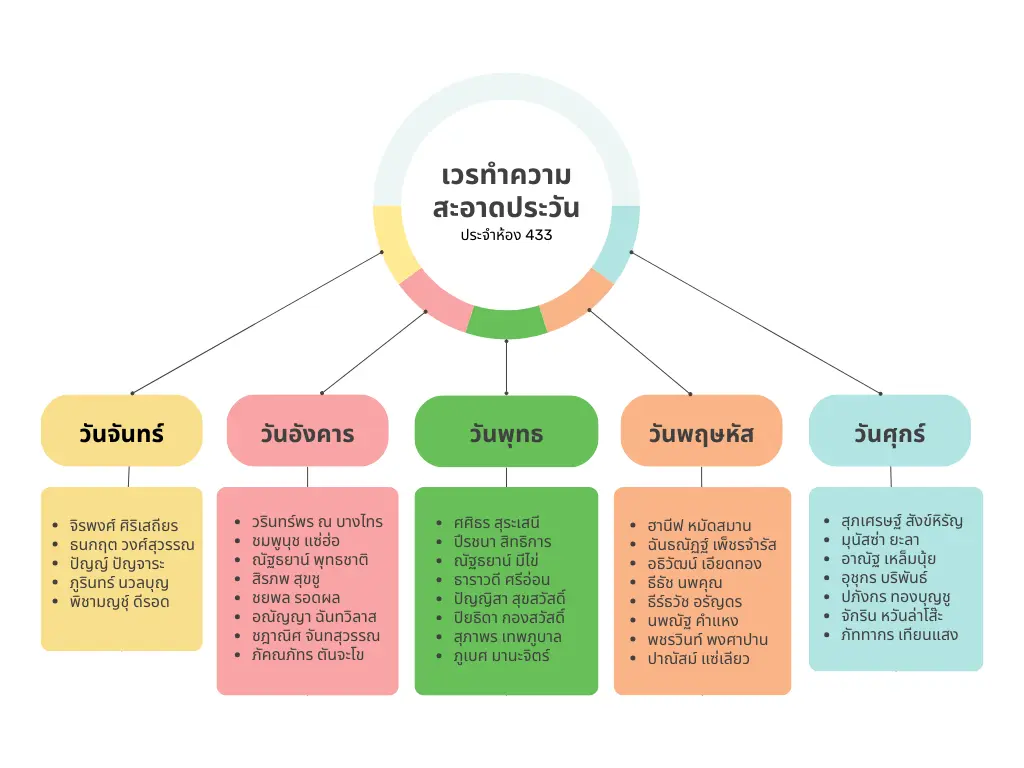 เวรทำความ
สะอาดประวัน
ประจำห้อง 433
วันจันทร์
จิรพงศ์ ศิริเสถียร
ธนกฤต วงศ์สุวรรณ
ปัญญ์ ปัญจาระ
ภูรินทร์ นวลบุญ
พิชามญชุ์ ดีรอด
วันอังคาร
วรินทร์พร ณ บางไทร
ชมพูนุช แซ่ฮ่อ
ณัฐธยาน์ พุทธชาติ
สิรภพ สุขชู
ชยพล รอดผล
อณัญญา ฉันทวิลาส
ชฎาณิศ จันทสุวรรณ
ภัคณภัทร ตันจะโข
วันพุทธ
ศศิธร สุระเสนี
ปีรชนา สิทธิการ
ณัฐธยาน์ มีไข่
ธาราวดี ศรีอ่อน
ปัญญิสา สุขสวัสดิ์
ปิยธิดา กองสวัสดิ์
สุภาพร เทพภูบาล
ภูเบศ มานะจิตร์
วันพฤษหัส
ฮานีฟ หมัดสมาน
ฉันธณัฏฐ์ เพ็ชรจำรัส
อธิวัฒน์ เอียดทอง
ธีธัช นพคุณ
ธีร์ธวัช อรัญดร
นพณัฐ คำแหง
พชรวินท์ พงศาปาน
ปาณัสม์ แซ่เลียว
วันศุกร์
สุภเศรษฐ์ สังข์หิรัญ
มุนัสซ่า ยะลา
อาณัฐ เหล็มนุ้ย
อุชุกร บริพันธ์
ปภังกร ทองบุญชู
จักริน หวันล่าโส๊ะ
ภัททากร เทียนแสง